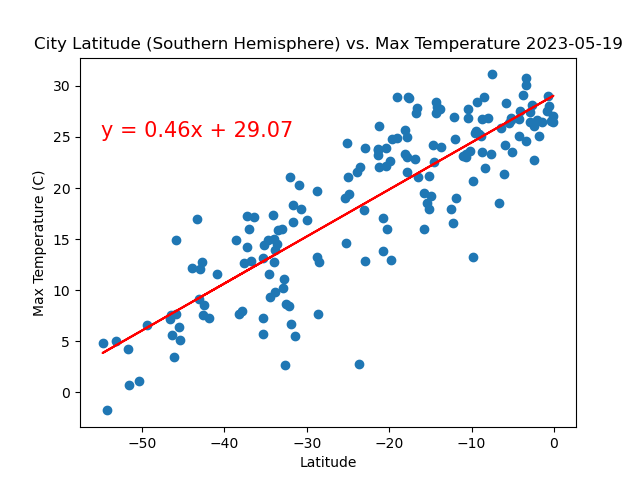 City Latitude (Southern Hemisphere) vs. Max Temperature 2023-05-19
y = 0.46x + 29.07
Max Temperature (C)
30
25
20
15
10
5
0
−50 −40 −30 −20 −10 0
Latitude